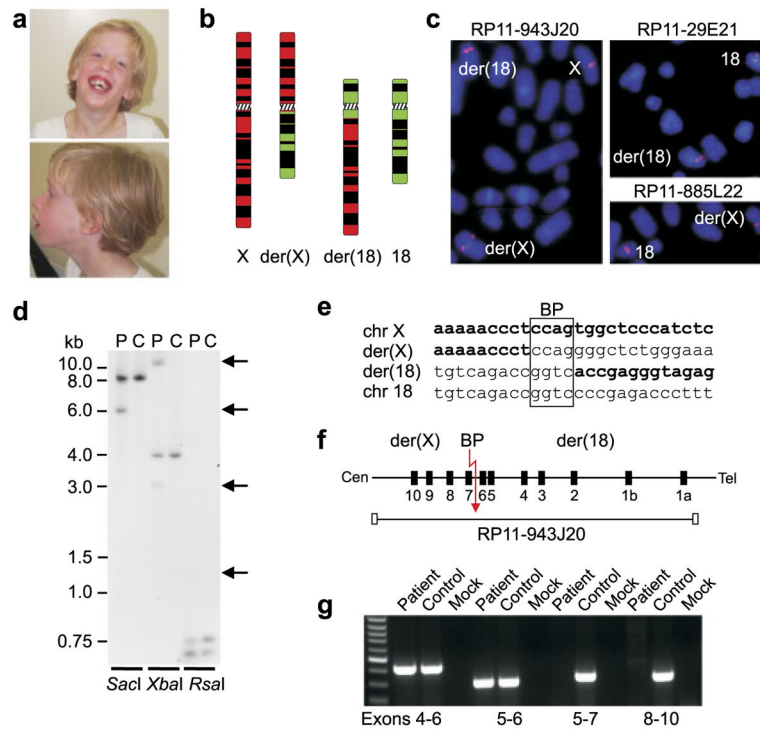 a
b
X der(X) der(18) 18
c
RP11-943J20
der(18)
X
der(X)
RP11-29E21
18
der(18)
RP11-885L22
der(X)
18
d
P C P C P C
kb
10.0
8.0
6.0
4.0
3.0
1.5
1.0
0.75
SacI XbaI RsaI
e
BP
chr X aaaaaccctccagtggctcccatctc
der(X) aaaaaccctccaggggctctgggaaa
der(18) tgtcagaccggtcaccgagggtagag
chr 18 tgtcagaccggtccccgagacccttt
f
der(X) BP der(18)
Cen Tel
10 9 8 7 65 4 3 2 1b 1a
RP11-943J20
g
Patient Control Mock Patient Control Mock Patient Control Mock Patient Control Mock
Exons 4-6 5-6 5-7 8-10